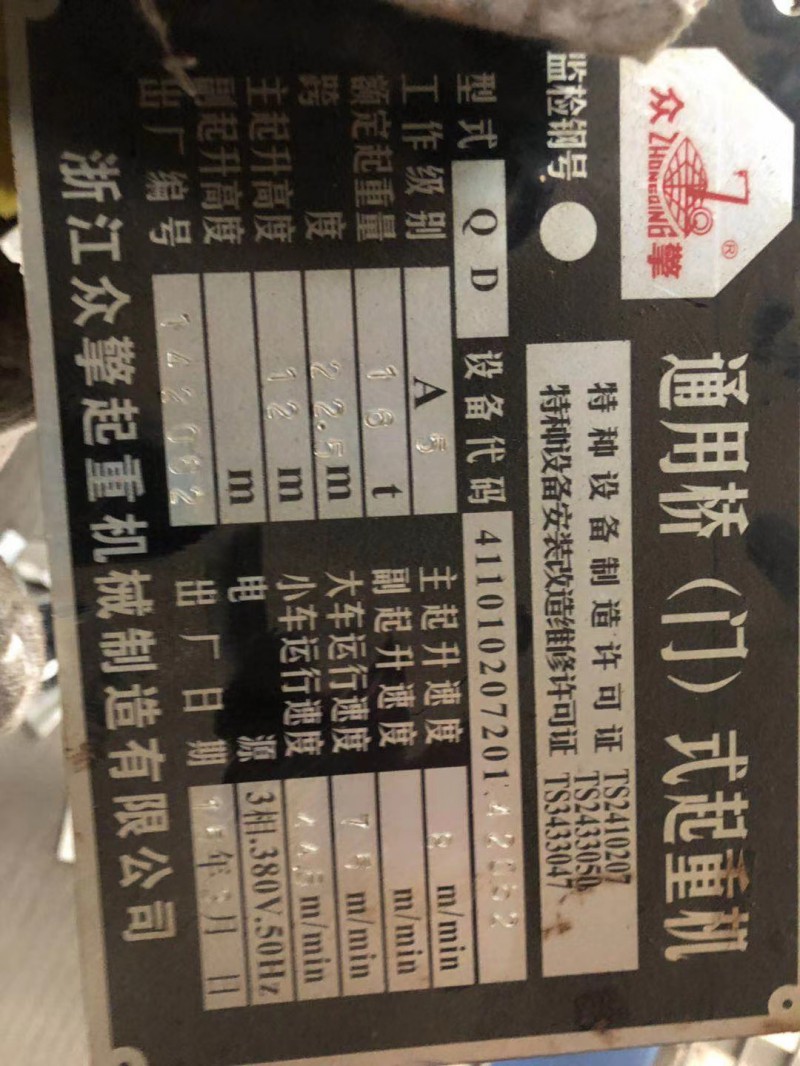 众 ZHONGQING 擎 ®
通用桥（门）式起重机
监检钢号
特种设备制造许可证 TS2410207
特种设备安装改造维修许可证 TS3433047
型式 QD 设备代码
工作级别 A5 主起升速度 8 m/min
额定起重量 16 t 副起升速度 m/min
跨度 22.5 m 大车运行速度 75 m/min
主起升高度 12 m 小车运行速度 m/min
副起升高度 m 电源 3相.380V.50Hz
出厂编号 142062 出厂日期 年 月 日
浙江众擎起重机械制造有限公司